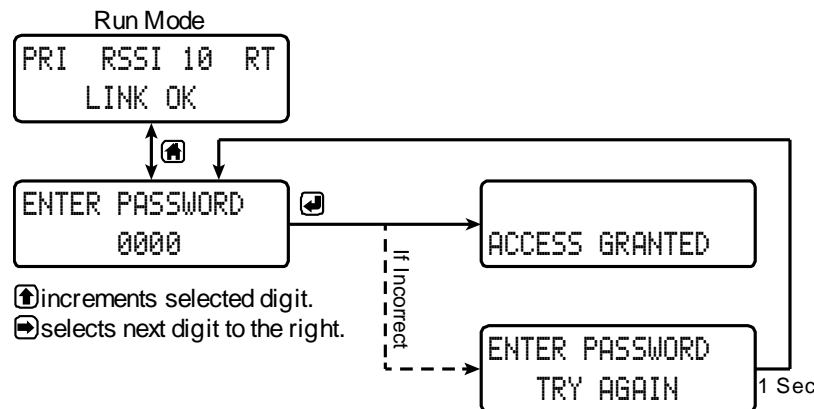 Run Mode
PRI RSSI 10 RT
LINK OK
ENTER PASSWORD
0000
ACCESS GRANTED
If Incorrect
increments selected digit.
selects next digit to the right.
ENTER PASSWORD
TRY AGAIN
1 Sec